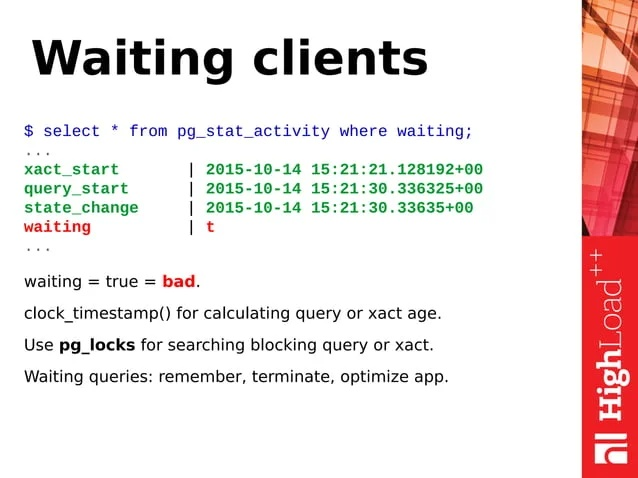 Waiting clients
$ select * from pg_stat_activity where waiting;
...
xact_start | 2015-10-14 15:21:21.128192+00
query_start | 2015-10-14 15:21:30.336325+00
state_change | 2015-10-14 15:21:30.33635+00
waiting | t
...
waiting = true = bad.
clock_timestamp() for calculating query or xact age.
Use pg_locks for searching blocking query or xact.
Waiting queries: remember, terminate, optimize app.
HighLoad++